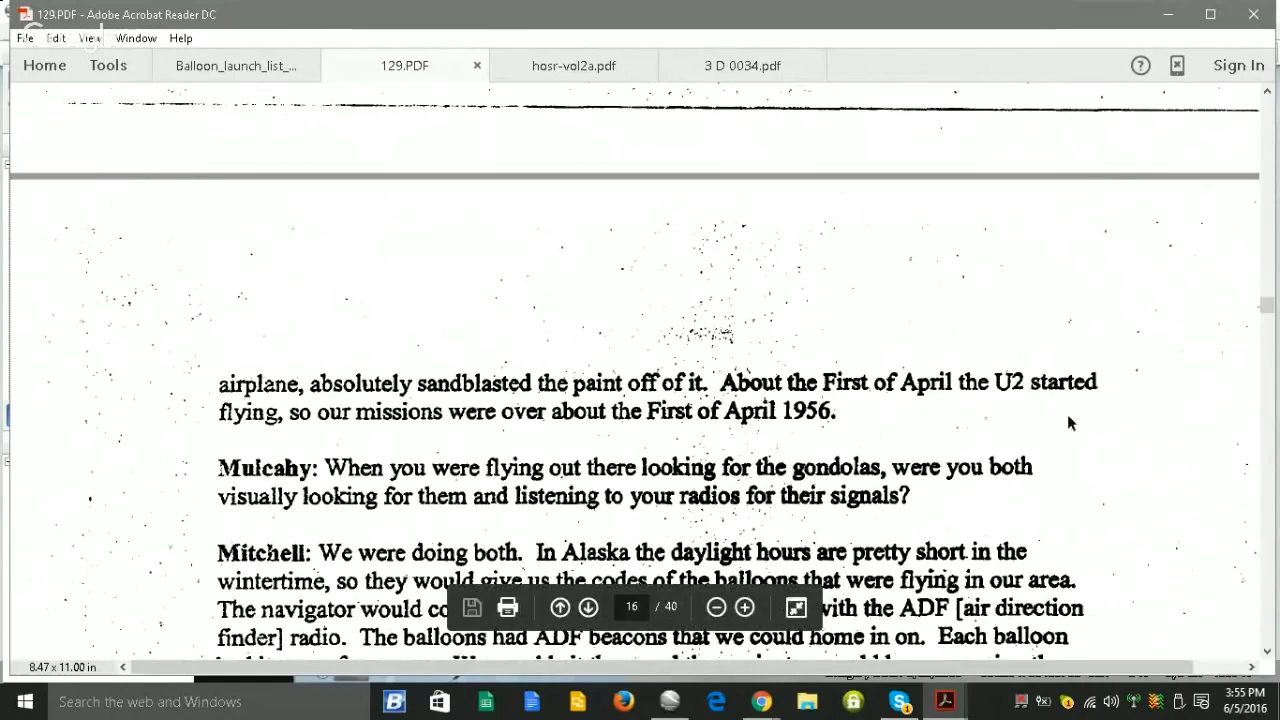 129.PDF - Adobe Acrobat Reader DC
Google
File Edit View Window Help
Home Tools Balloon_launch_list_... 129.PDF × hosr-vol2a.pdf 3 D 0034.pdf Sign In
airplane, absolutely sandblasted the paint off of it. About the First of April the U2 started
flying, so our missions were over about the First of April 1956.
Mulcahy: When you were flying out there looking for the gondolas, were you both
visually looking for them and listening to your radios for their signals?
Mitchell: We were doing both. In Alaska the daylight hours are pretty short in the
wintertime, so they would give us the codes of the balloons that were flying in our area.
The navigator would with the ADF [air direction
finder] radio. The balloons had ADF beacons that we could home in on. Each balloon
16 / 40
8.47 x 11.00 in
Search the web and Windows
3:55 PM
6/5/2016